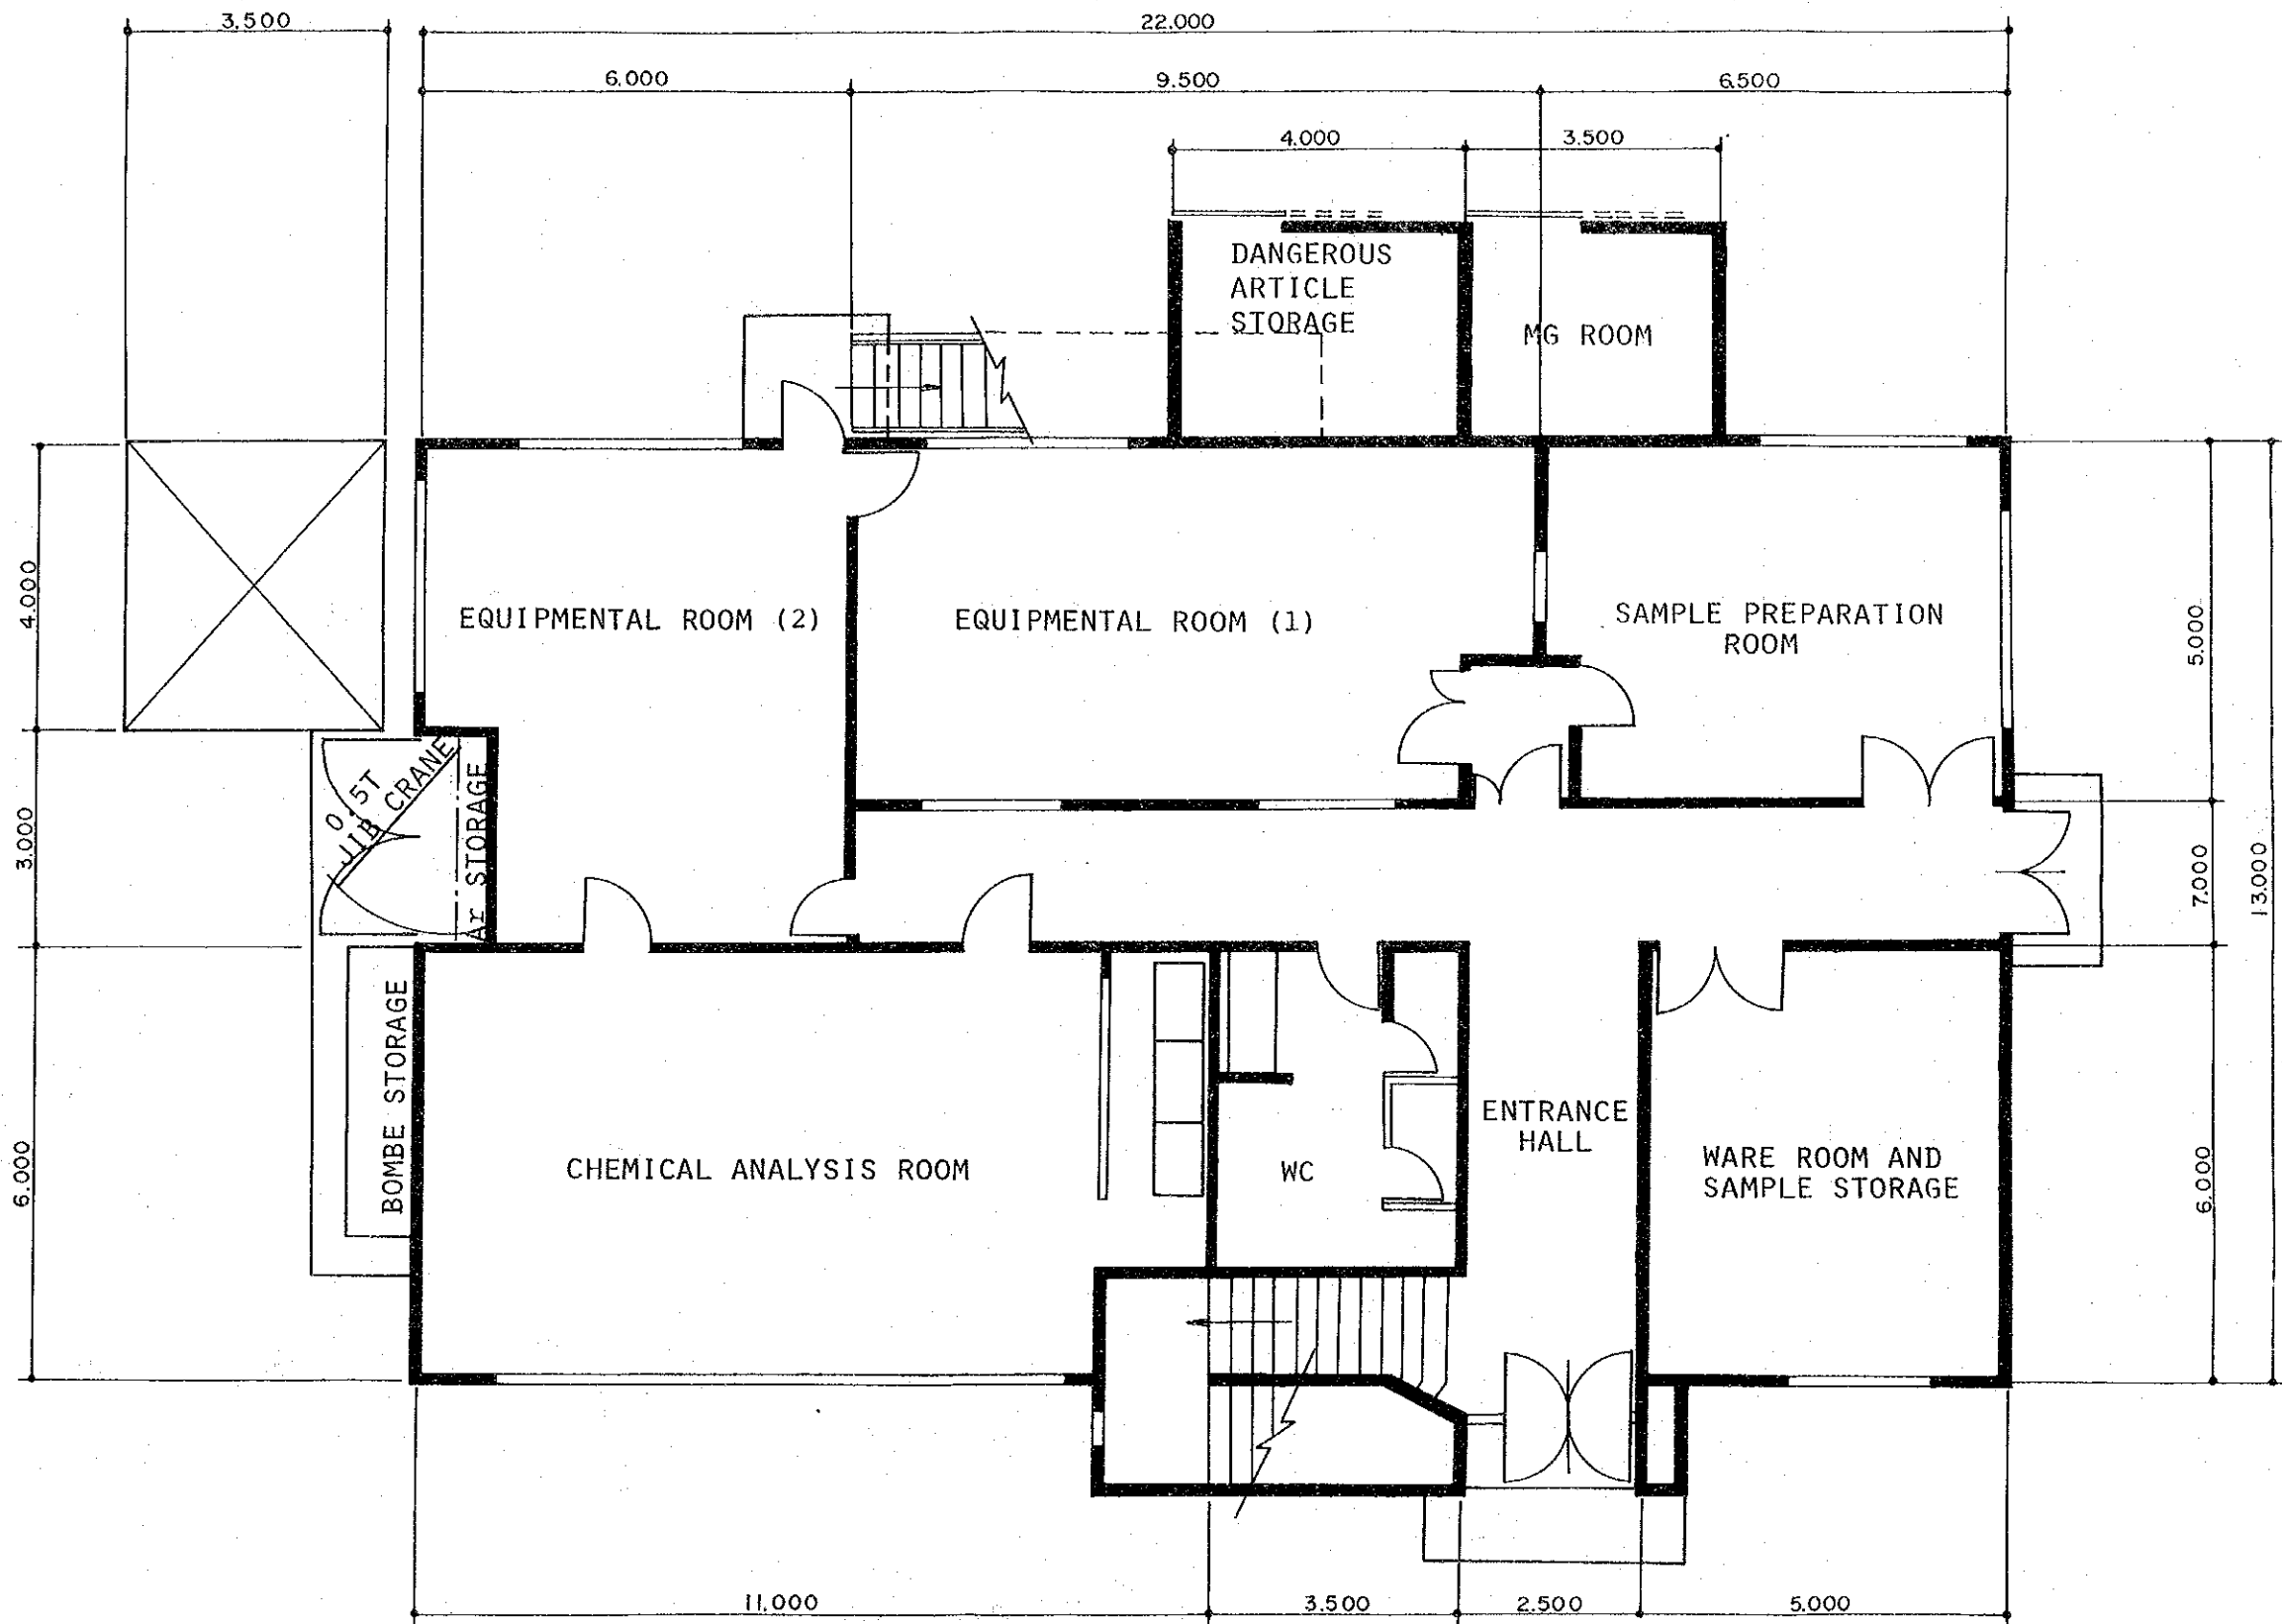 3.500
22.000
6.000
9.500
6.500
4.000
3.500
DANGEROUS
ARTICLE
STORAGE
MG ROOM
4.000
EQUIPMENTAL ROOM (2)
EQUIPMENTAL ROOM (1)
SAMPLE PREPARATION
ROOM
5.000
0.5T
JIB CRANE
Ar STORAGE
3.000
7.000
13.000
BOMBE STORAGE
6.000
CHEMICAL ANALYSIS ROOM
WC
ENTRANCE
HALL
WARE ROOM AND
SAMPLE STORAGE
6.000
11.000
3.500
2.500
5.000